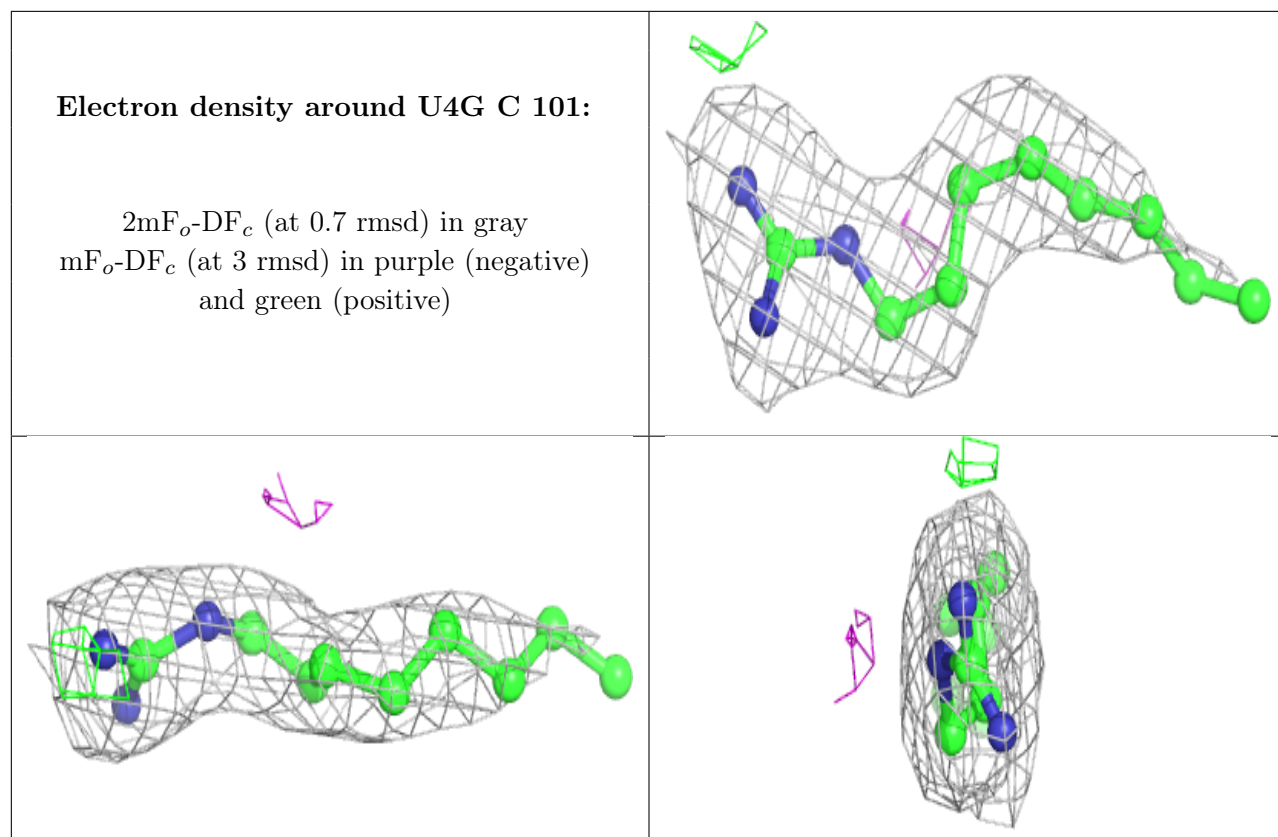 Electron density around U4G C 101:
2mFₒ-DF𝒸 (at 0.7 rmsd) in gray
mFₒ-DF𝒸 (at 3 rmsd) in purple (negative)
and green (positive)